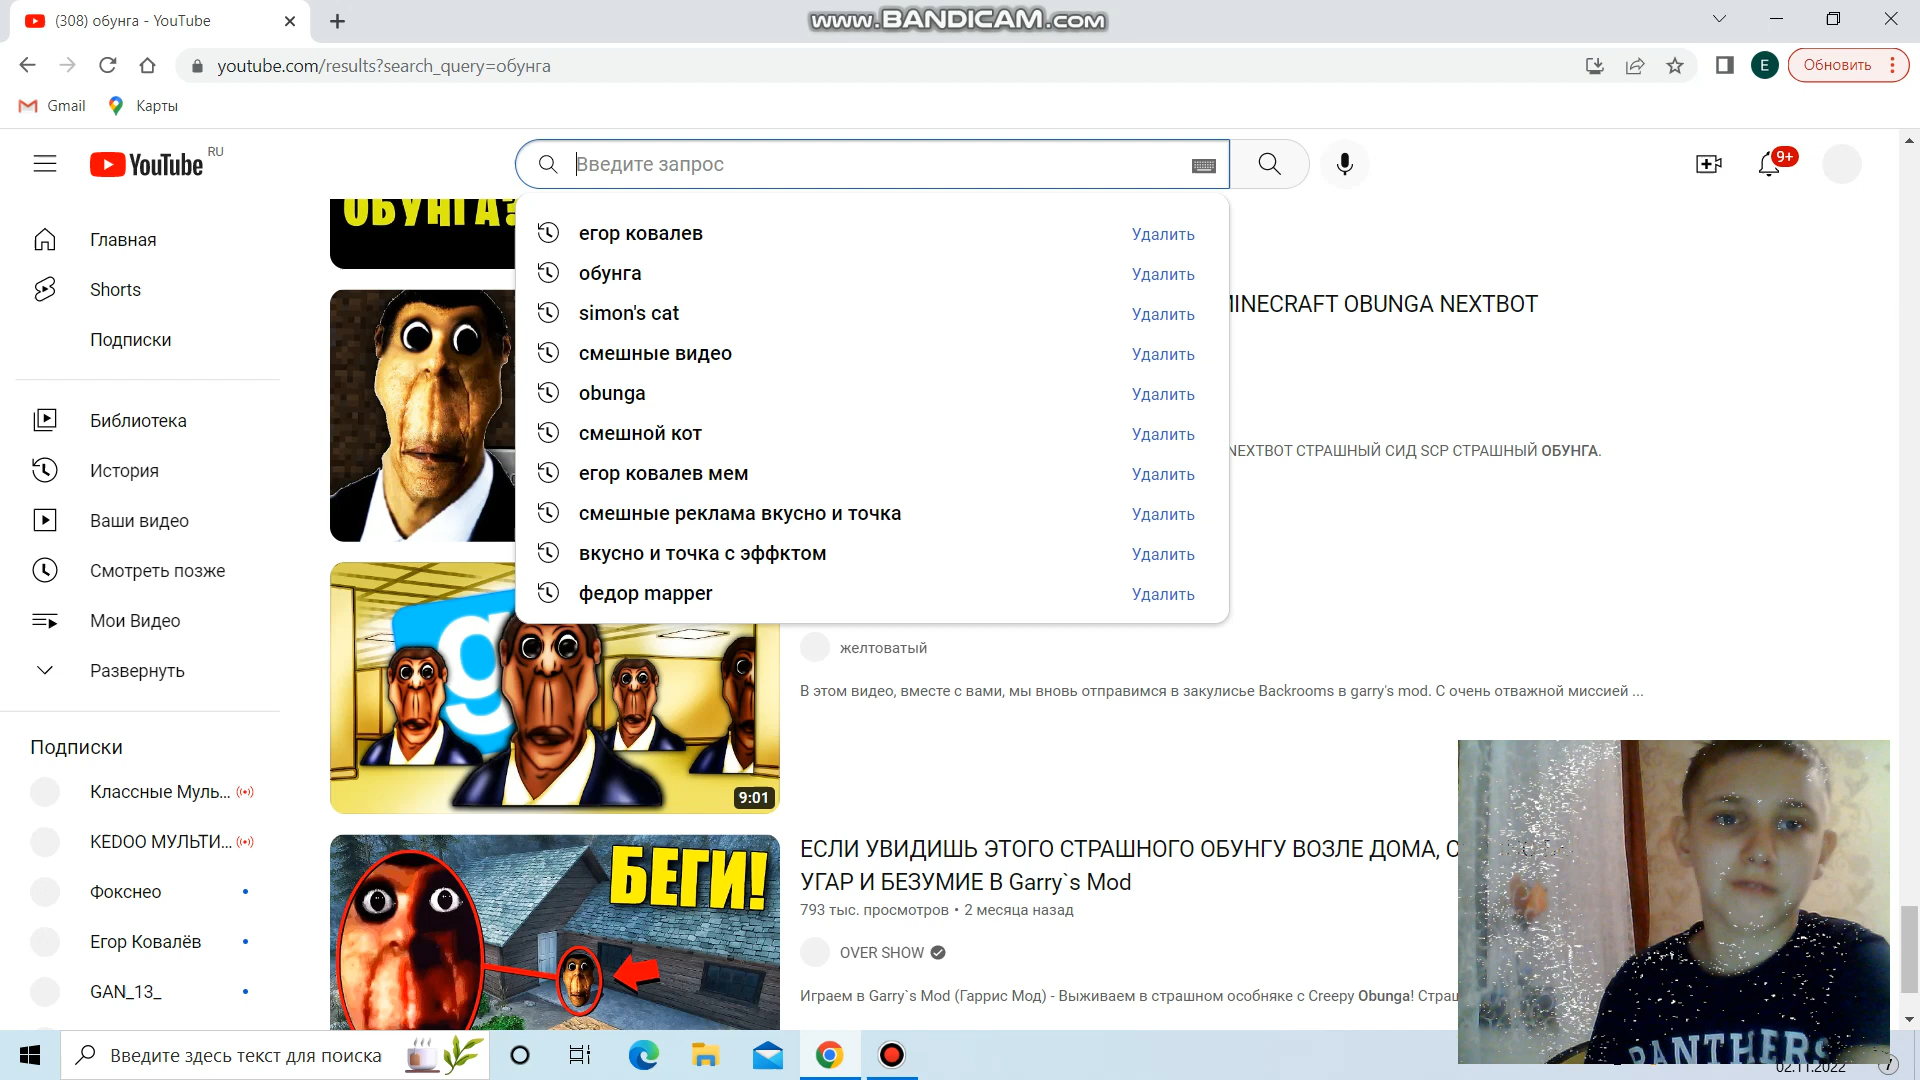 (308) обунга - YouTube
www.BANDICAM.com
youtube.com/results?search_query=обунга
E
Обновить
Gmail
Карты
YouTube
RU
Введите запрос
9+
егор ковалев
Удалить
обунга
Удалить
simon's cat
Удалить
смешные видео
Удалить
obunga
Удалить
смешной кот
Удалить
егор ковалев мем
Удалить
смешные реклама вкусно и точка
Удалить
вкусно и точка с эффктом
Удалить
федор mapper
Удалить
Главная
Shorts
Подписки
Библиотека
История
Ваши видео
Смотреть позже
Мои Видео
Развернуть
Подписки
Классные Муль...
KEDOO МУЛЬТИ...
Фокснео
Егор Ковалёв
GAN_13_
ОБУНГА?
MINECRAFT OBUNGA NEXTBOT
NEXTBOT СТРАШНЫЙ СИД SCP СТРАШНЫЙ ОБУНГА.
g
9:01
желтоватый
В этом видео, вместе с вами, мы вновь отправимся в закулисье Backrooms в garry's mod. С очень отважной миссией ...
БЕГИ!
ЕСЛИ УВИДИШЬ ЭТОГО СТРАШНОГО ОБУНГУ ВОЗЛЕ ДОМА,
УГАР И БЕЗУМИЕ В Garry`s Mod
793 тыс. просмотров • 2 месяца назад
OVER SHOW
Играем в Garry`s Mod (Гаррис Мод) - Выживаем в страшном особняке с Creepy Obunga!
PANTHERS
Введите здесь текст для поиска
02.11.2022